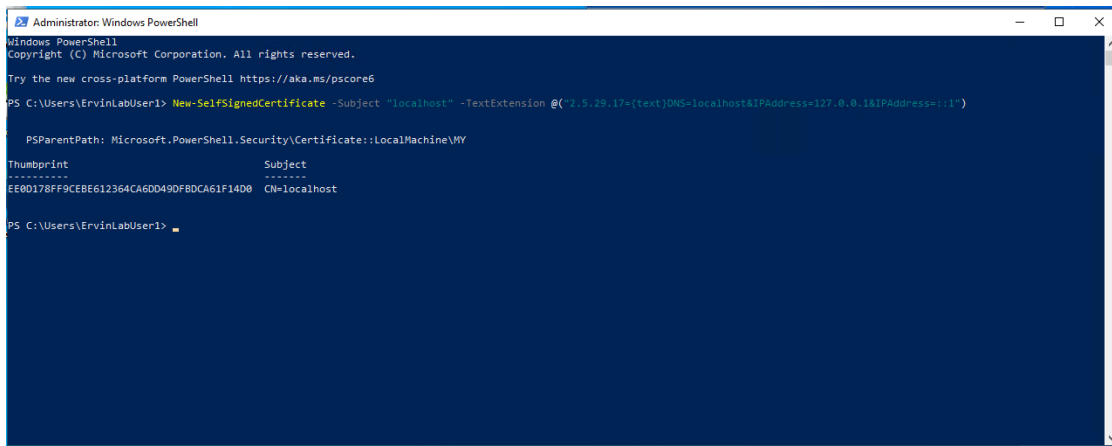 Administrator: Windows PowerShell
Windows PowerShell
Copyright (C) Microsoft Corporation. All rights reserved.
Try the new cross-platform PowerShell https://aka.ms/pscore6
PS C:\Users\ErvinLabUser1> New-SelfSignedCertificate -Subject "localhost" -TextExtension @("2.5.29.17={text}DNS=localhost&IPAddress=127.0.0.1&IPAddress=::1")
PSParentPath: Microsoft.PowerShell.Security\Certificate::LocalMachine\MY
Thumbprint Subject
---------- -------
EE0D178FF9CEBE612364CA6DD49DFBDCA61F14D0 CN=localhost
PS C:\Users\ErvinLabUser1>